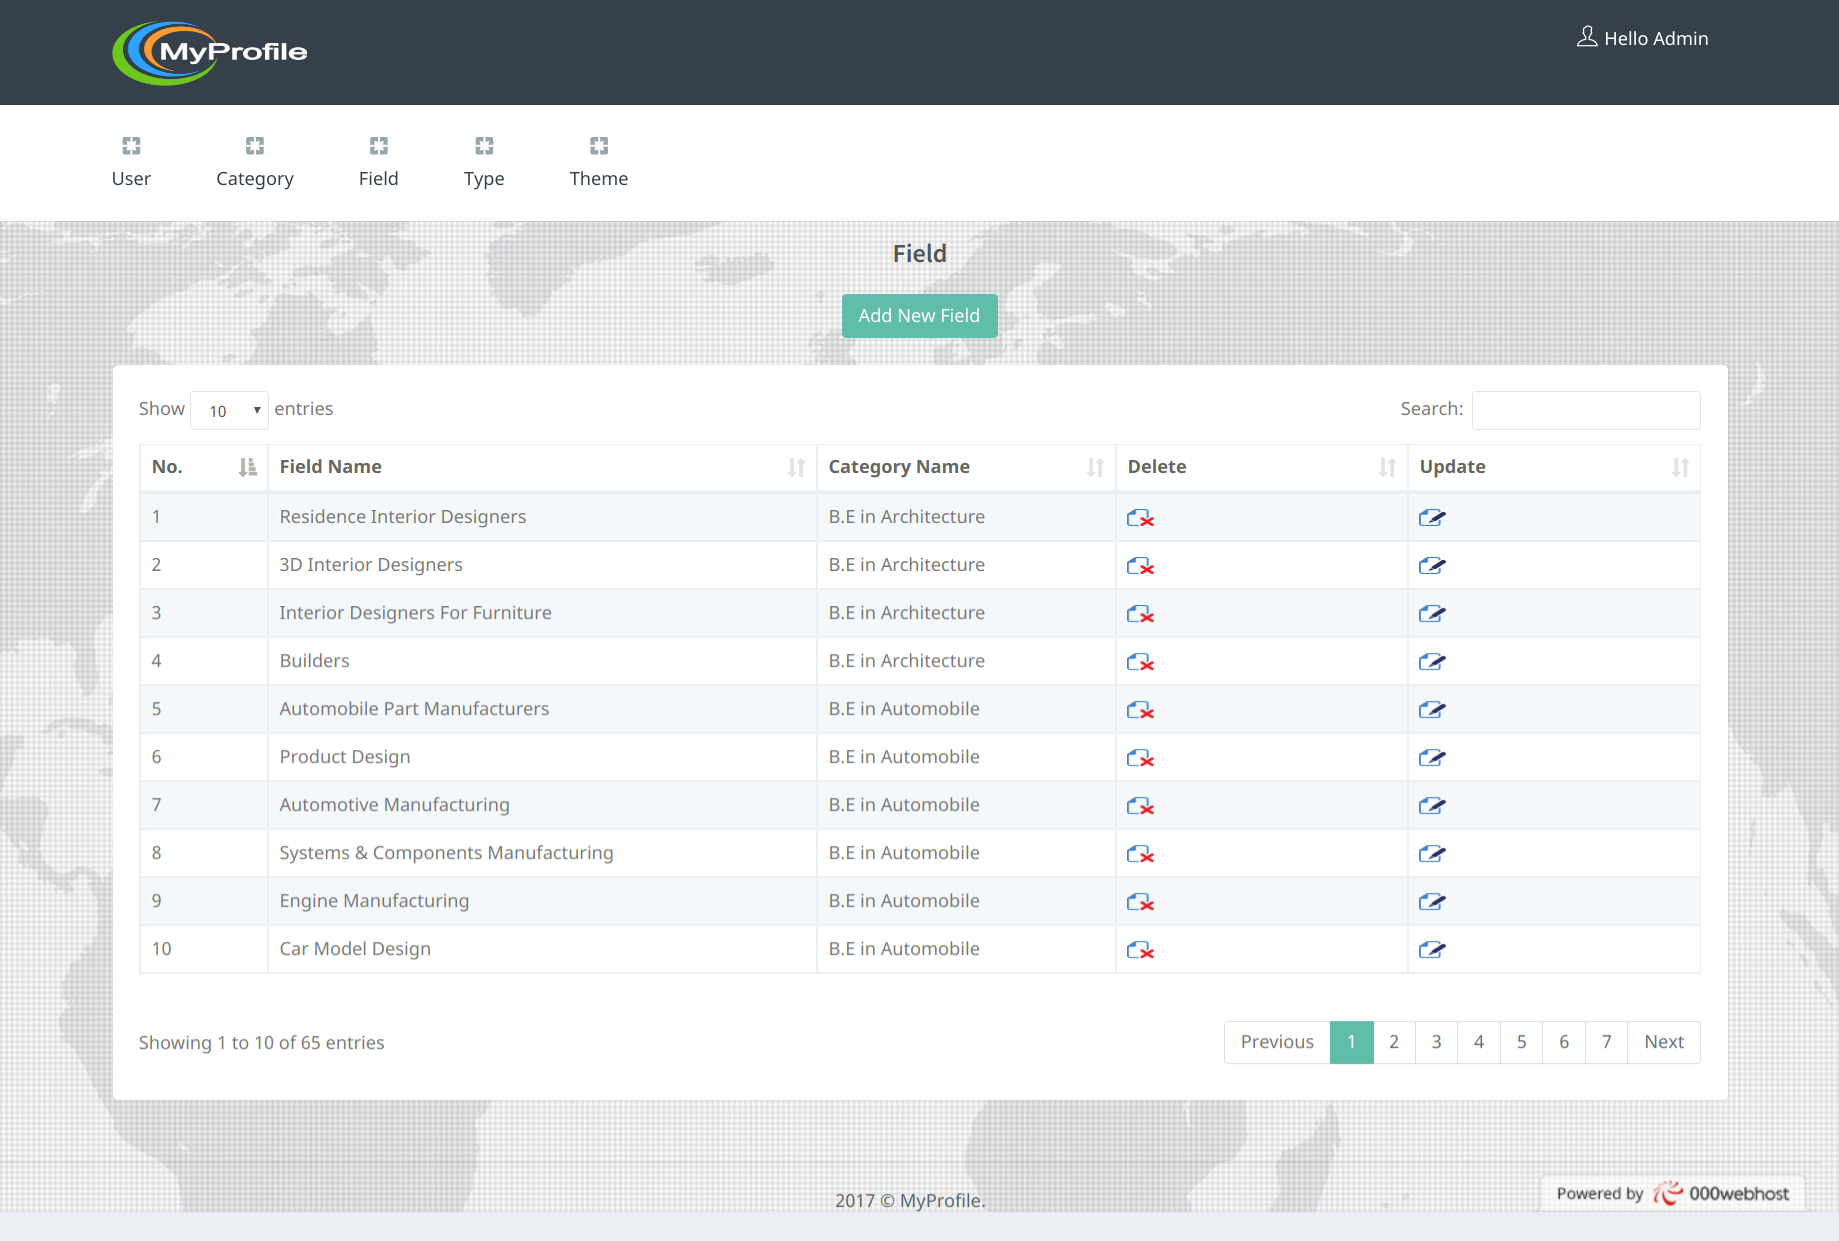 MyProfile
Hello Admin
User Category Field Type Theme
Field
Add New Field
Show 10 entries Search:
No. Field Name Category Name Delete Update
1 Residence Interior Designers B.E in Architecture
2 3D Interior Designers B.E in Architecture
3 Interior Designers For Furniture B.E in Architecture
4 Builders B.E in Architecture
5 Automobile Part Manufacturers B.E in Automobile
6 Product Design B.E in Automobile
7 Automotive Manufacturing B.E in Automobile
8 Systems & Components Manufacturing B.E in Automobile
9 Engine Manufacturing B.E in Automobile
10 Car Model Design B.E in Automobile
Showing 1 to 10 of 65 entries Previous 1 2 3 4 5 6 7 Next
2017 © MyProfile.
Powered by 000webhost